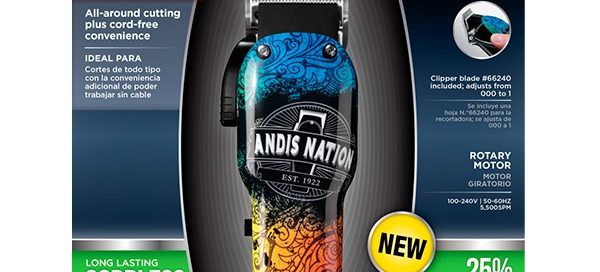 All-around cutting
plus cord-free
convenience
IDEAL PARA
Cortes de todo tipo
con la conveniencia
adicional de poder
trabajar sin cable
Clipper blade #66240
included; adjusts from
000 to 1
Se incluye una
hoja N.º66240 para la
recortadora; se ajusta de
000 a 1
ROTARY
MOTOR
MOTOR
GIRATORIO
100-240V | 50-60HZ
5,500SPM
ANDIS NATION
EST. 1922
NEW
LONG LASTING
CORDLESS
25%